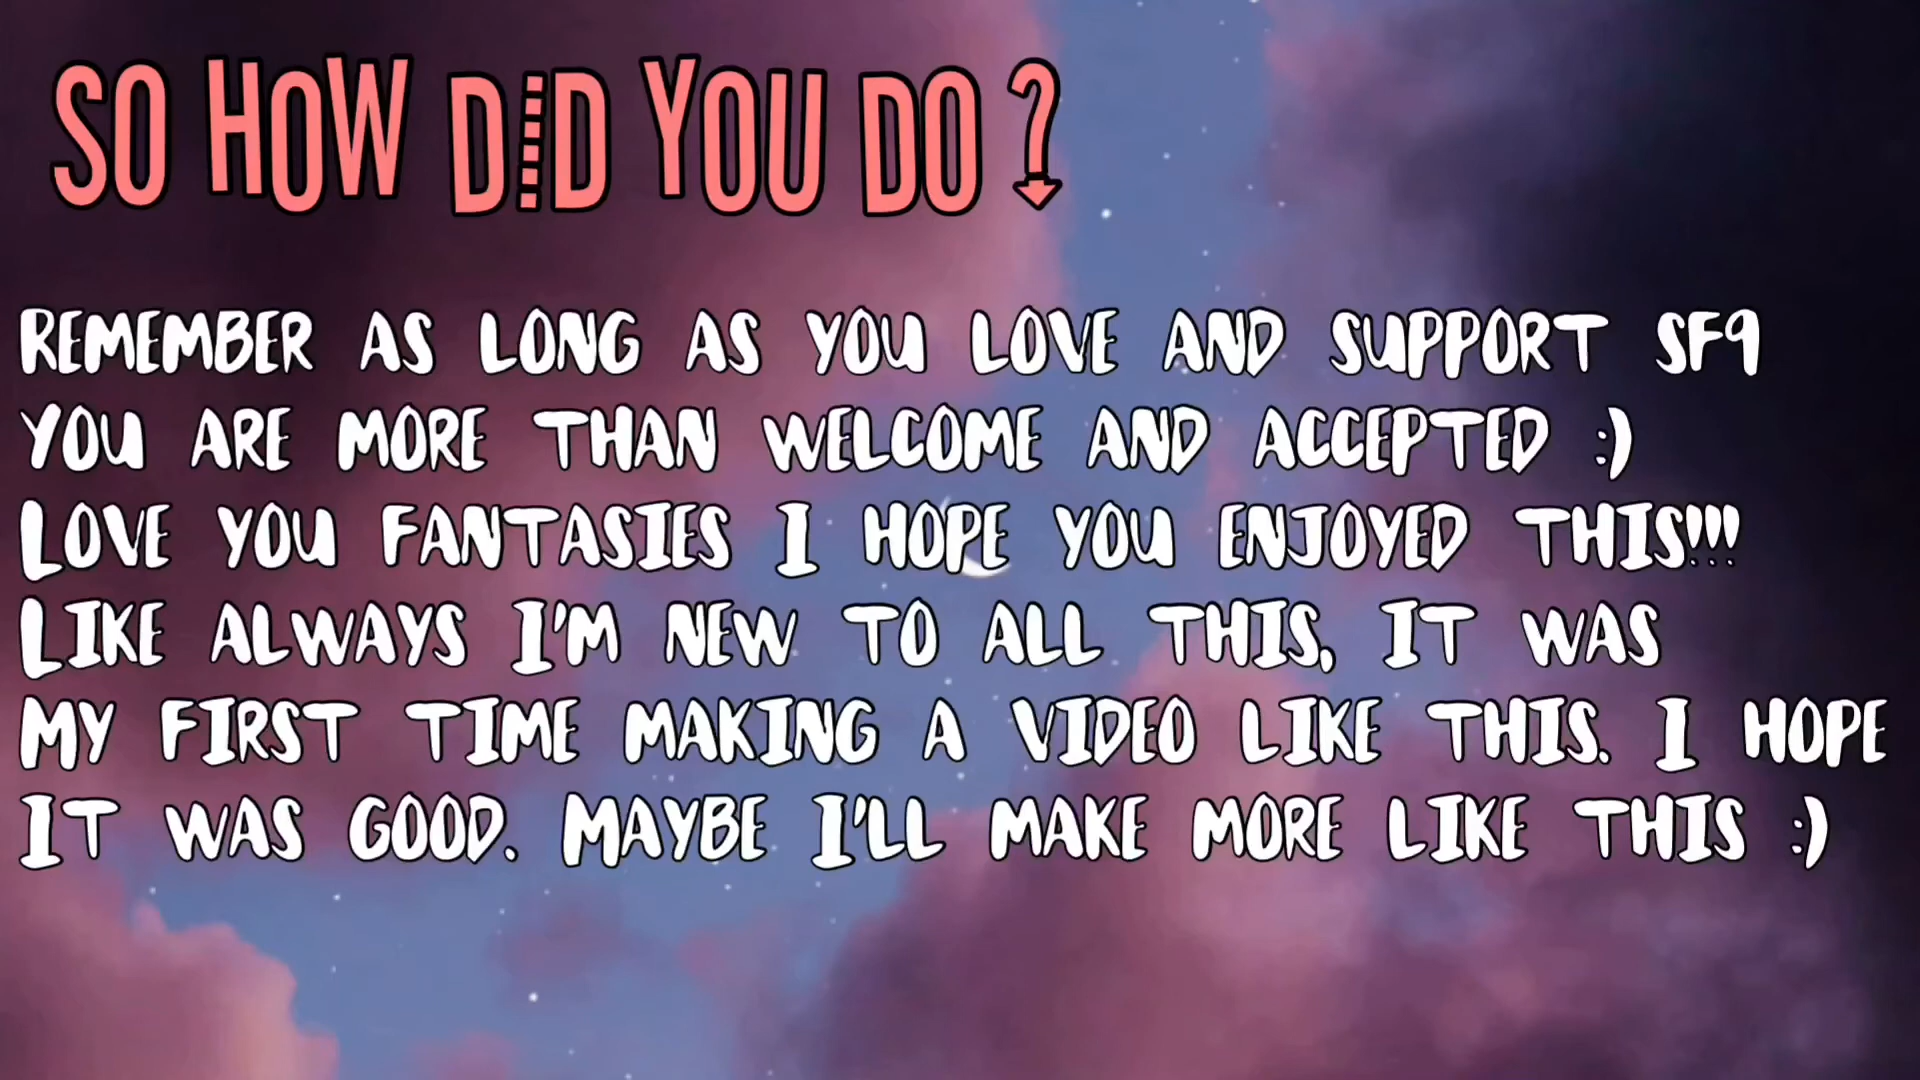 SO HOW DID YOU DO ?
REMEMBER AS LONG AS YOU LOVE AND SUPPORT SF9
YOU ARE MORE THAN WELCOME AND ACCEPTED :)
LOVE YOU FANTASIES I HOPE YOU ENJOYED THIS!!!
LIKE ALWAYS I'M NEW TO ALL THIS, IT WAS
MY FIRST TIME MAKING A VIDEO LIKE THIS. I HOPE
IT WAS GOOD. MAYBE I'LL MAKE MORE LIKE THIS :)